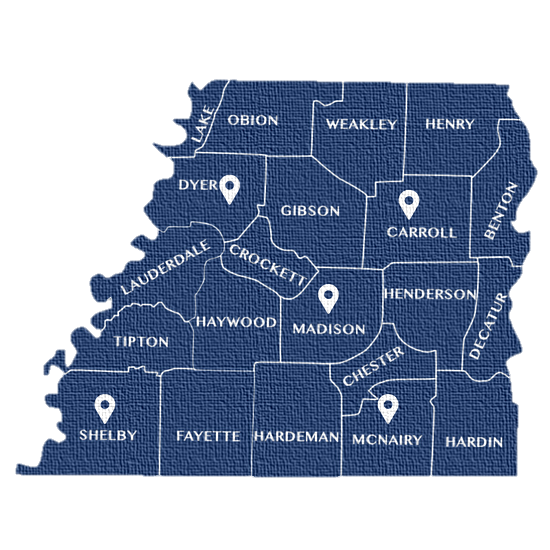 LAKE
OBION
WEAKLEY
HENRY
DYER
GIBSON
CARROLL
BENTON
LAUDERDALE
CROCKETT
HAYWOOD
MADISON
HENDERSON
DECATUR
TIPTON
CHESTER
SHELBY
FAYETTE
HARDEMAN
MCNAIRY
HARDIN